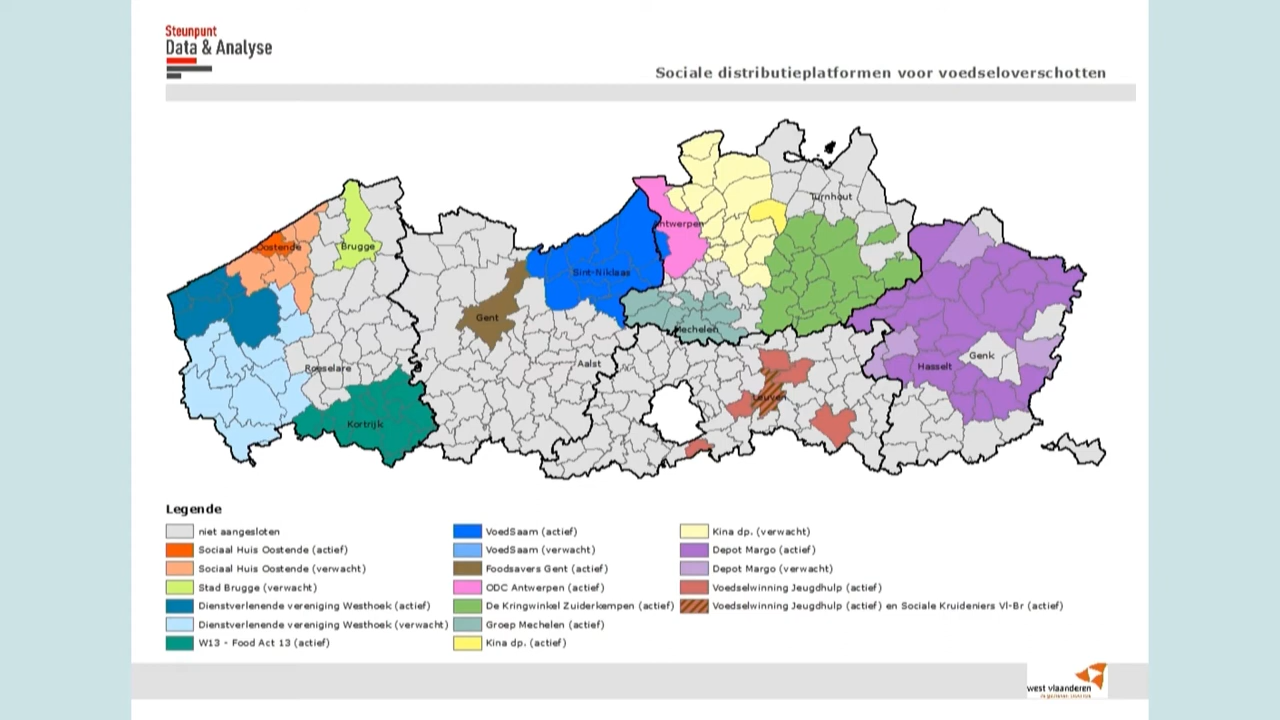 Steunpunt
Data & Analyse
Sociale distributieplatformen voor voedseloverschotten
Turnhout
Antwerpen
Oostende
Brugge
Sint-Niklaas
Gent
Mechelen
Genk
Aalst
Hasselt
Roeselare
Leuven
Kortrijk
Legende
niet aangesloten
Sociaal Huis Oostende (actief)
Sociaal Huis Oostende (verwacht)
Stad Brugge (verwacht)
Dienstverlenende vereniging Westhoek (actief)
Dienstverlenende vereniging Westhoek (verwacht)
W13 - Food Act 13 (actief)
VoedSaam (actief)
VoedSaam (verwacht)
Foodsavers Gent (actief)
ODC Antwerpen (actief)
De Kringwinkel Zuiderkempen (actief)
Groep Mechelen (actief)
Kina dp. (actief)
Kina dp. (verwacht)
Depot Margo (actief)
Depot Margo (verwacht)
Voedselwinning Jeugdhulp (actief)
Voedselwinning Jeugdhulp (actief) en Sociale Kruideniers Vl-Br (actief)
west vlaanderen